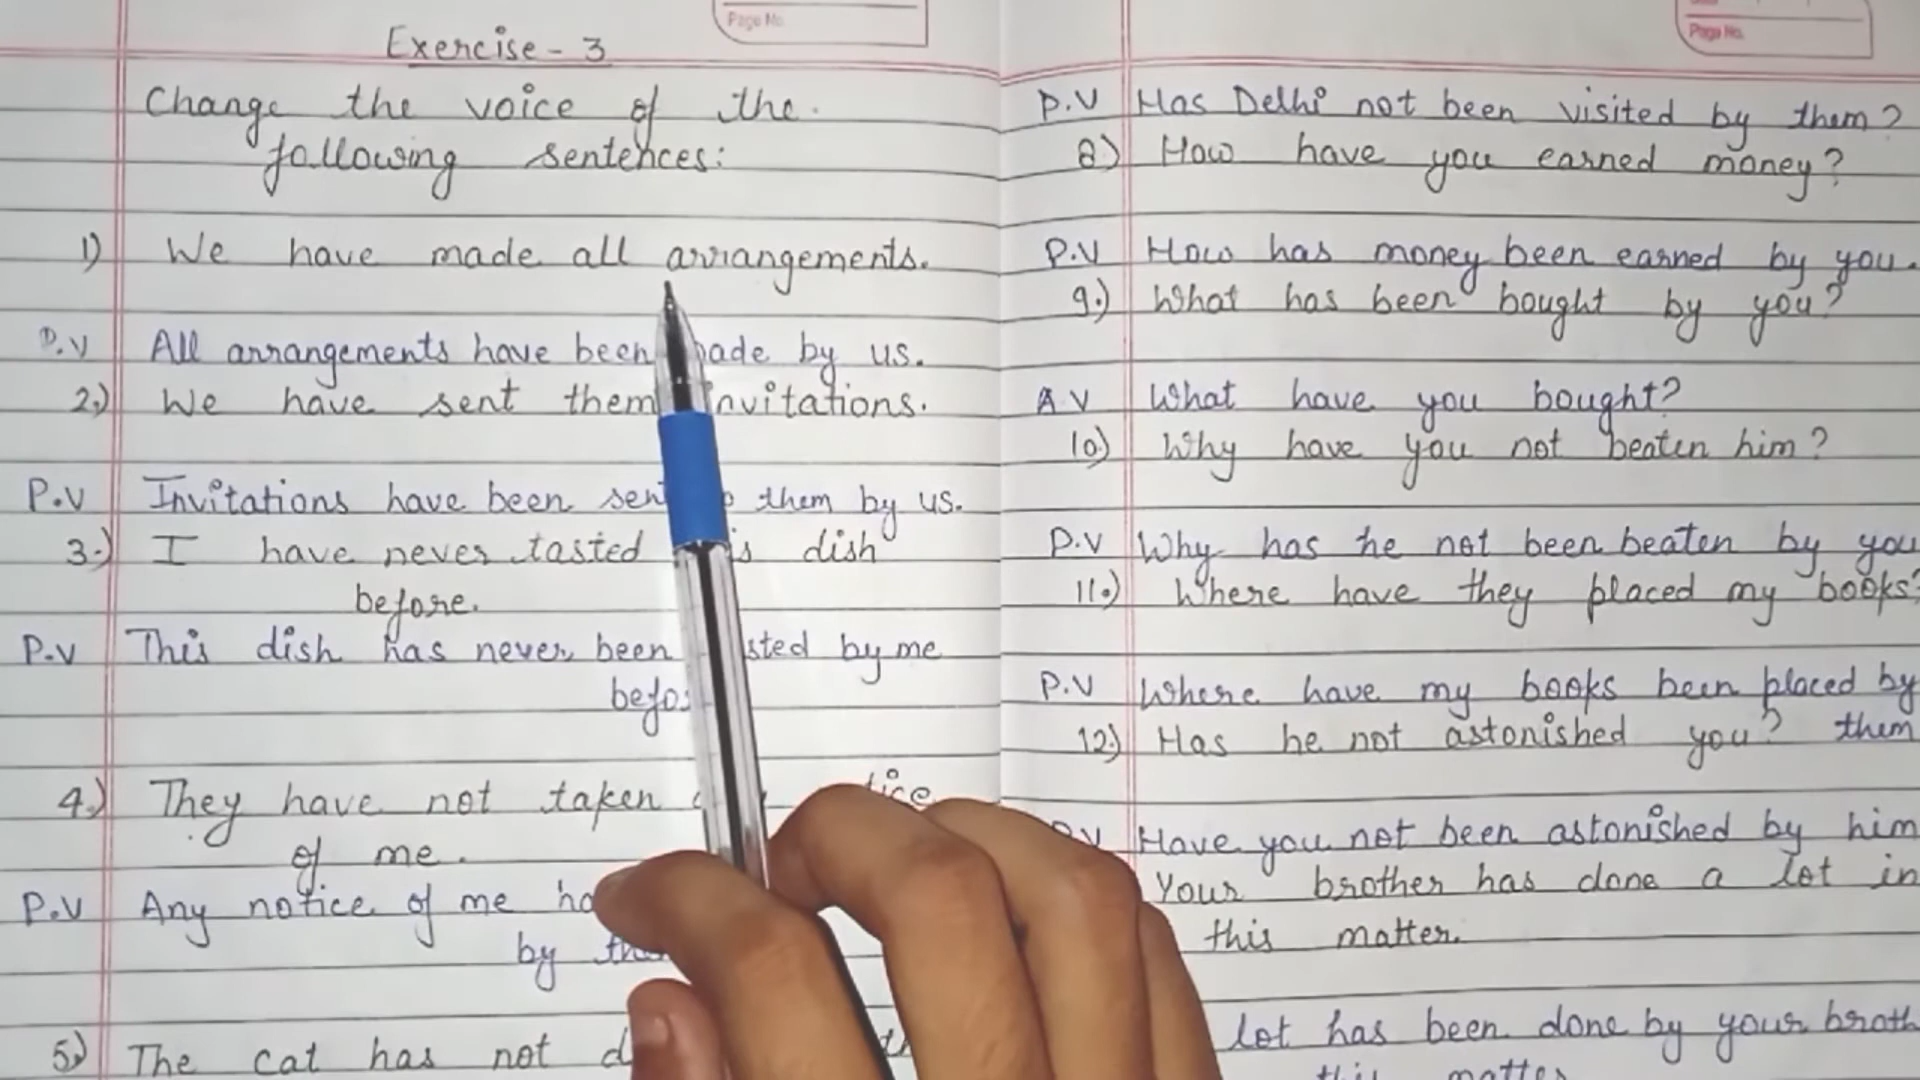 Page No.
Exercise - 3
Change the voice of the.
following sentences:
1) We have made all arrangements.
P.V All arrangements have been made by us.
2.) We have sent them invitations.
P.V Invitations have been sent them by us.
3.) I have never tasted dish
before.
P.V This dish has never been by me
4.) They have not taken
of me.
P.V Any notice of me
by
5.) The cat has not
Page No.
P.V Has Delhi not been visited by them?
8) How have you earned money?
P.V How has money been earned by you.
9.) What has been bought by you?
A.V What have you bought?
10.) Why have you not beaten him?
P.V Why has he not been beaten by you
11.) Where have they placed my books?
P.V Where have my books been placed by
them
12.) Has he not astonished you?
P.V Have you not been astonished by him
Your brother has done a lot in
this matter.
lot has been done by your broth
this matter